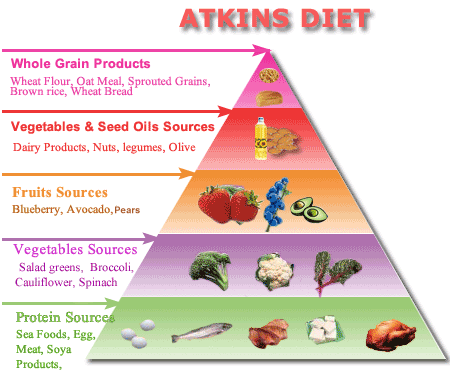 ATKINS DIET
Whole Grain Products
Wheat Flour, Oat Meal, Sprouted Grains,
Brown rice, Wheat Bread
Vegetables & Seed Oils Sources
Dairy Products, Nuts, legumes, Olive
Fruits Sources
Blueberry, Avocado, Pears
Vegetables Sources
Salad greens, Broccoli,
Cauliflower, Spinach
Protein Sources
Sea Foods, Egg,
Meat, Soya
Products,